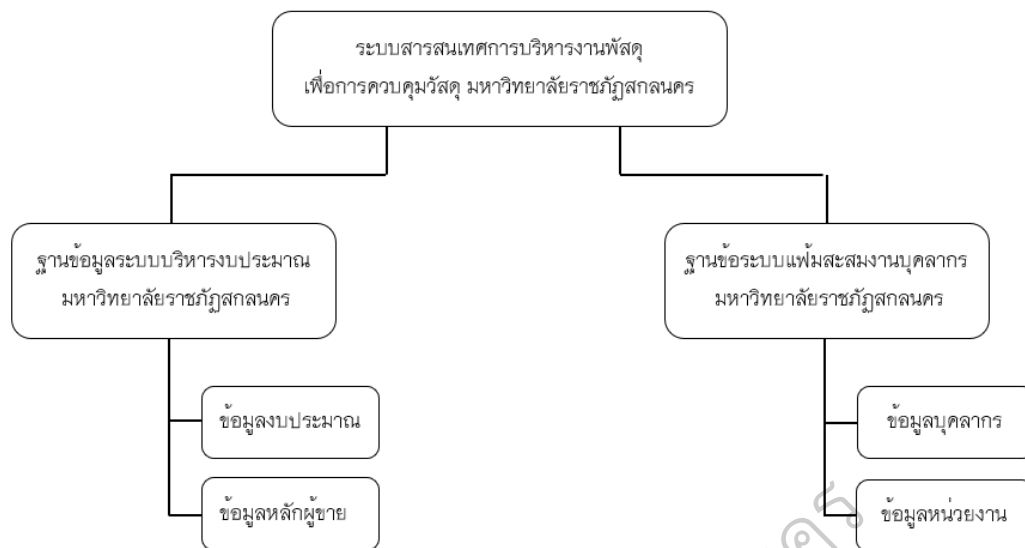 ระบบสารสนเทศการบริหารงานพัสดุ
เพื่อการควบคุมวัสดุ มหาวิทยาลัยราชภัฏสกลนคร
ฐานข้อมูลระบบบริหารงบประมาณ
มหาวิทยาลัยราชภัฏสกลนคร
ฐานข้อระบบแฟ้มสะสมงานบุคลากร
มหาวิทยาลัยราชภัฏสกลนคร
ข้อมูลงบประมาณ
ข้อมูลหลักผู้ขาย
ข้อมูลบุคลากร
ข้อมูลหน่วยงาน